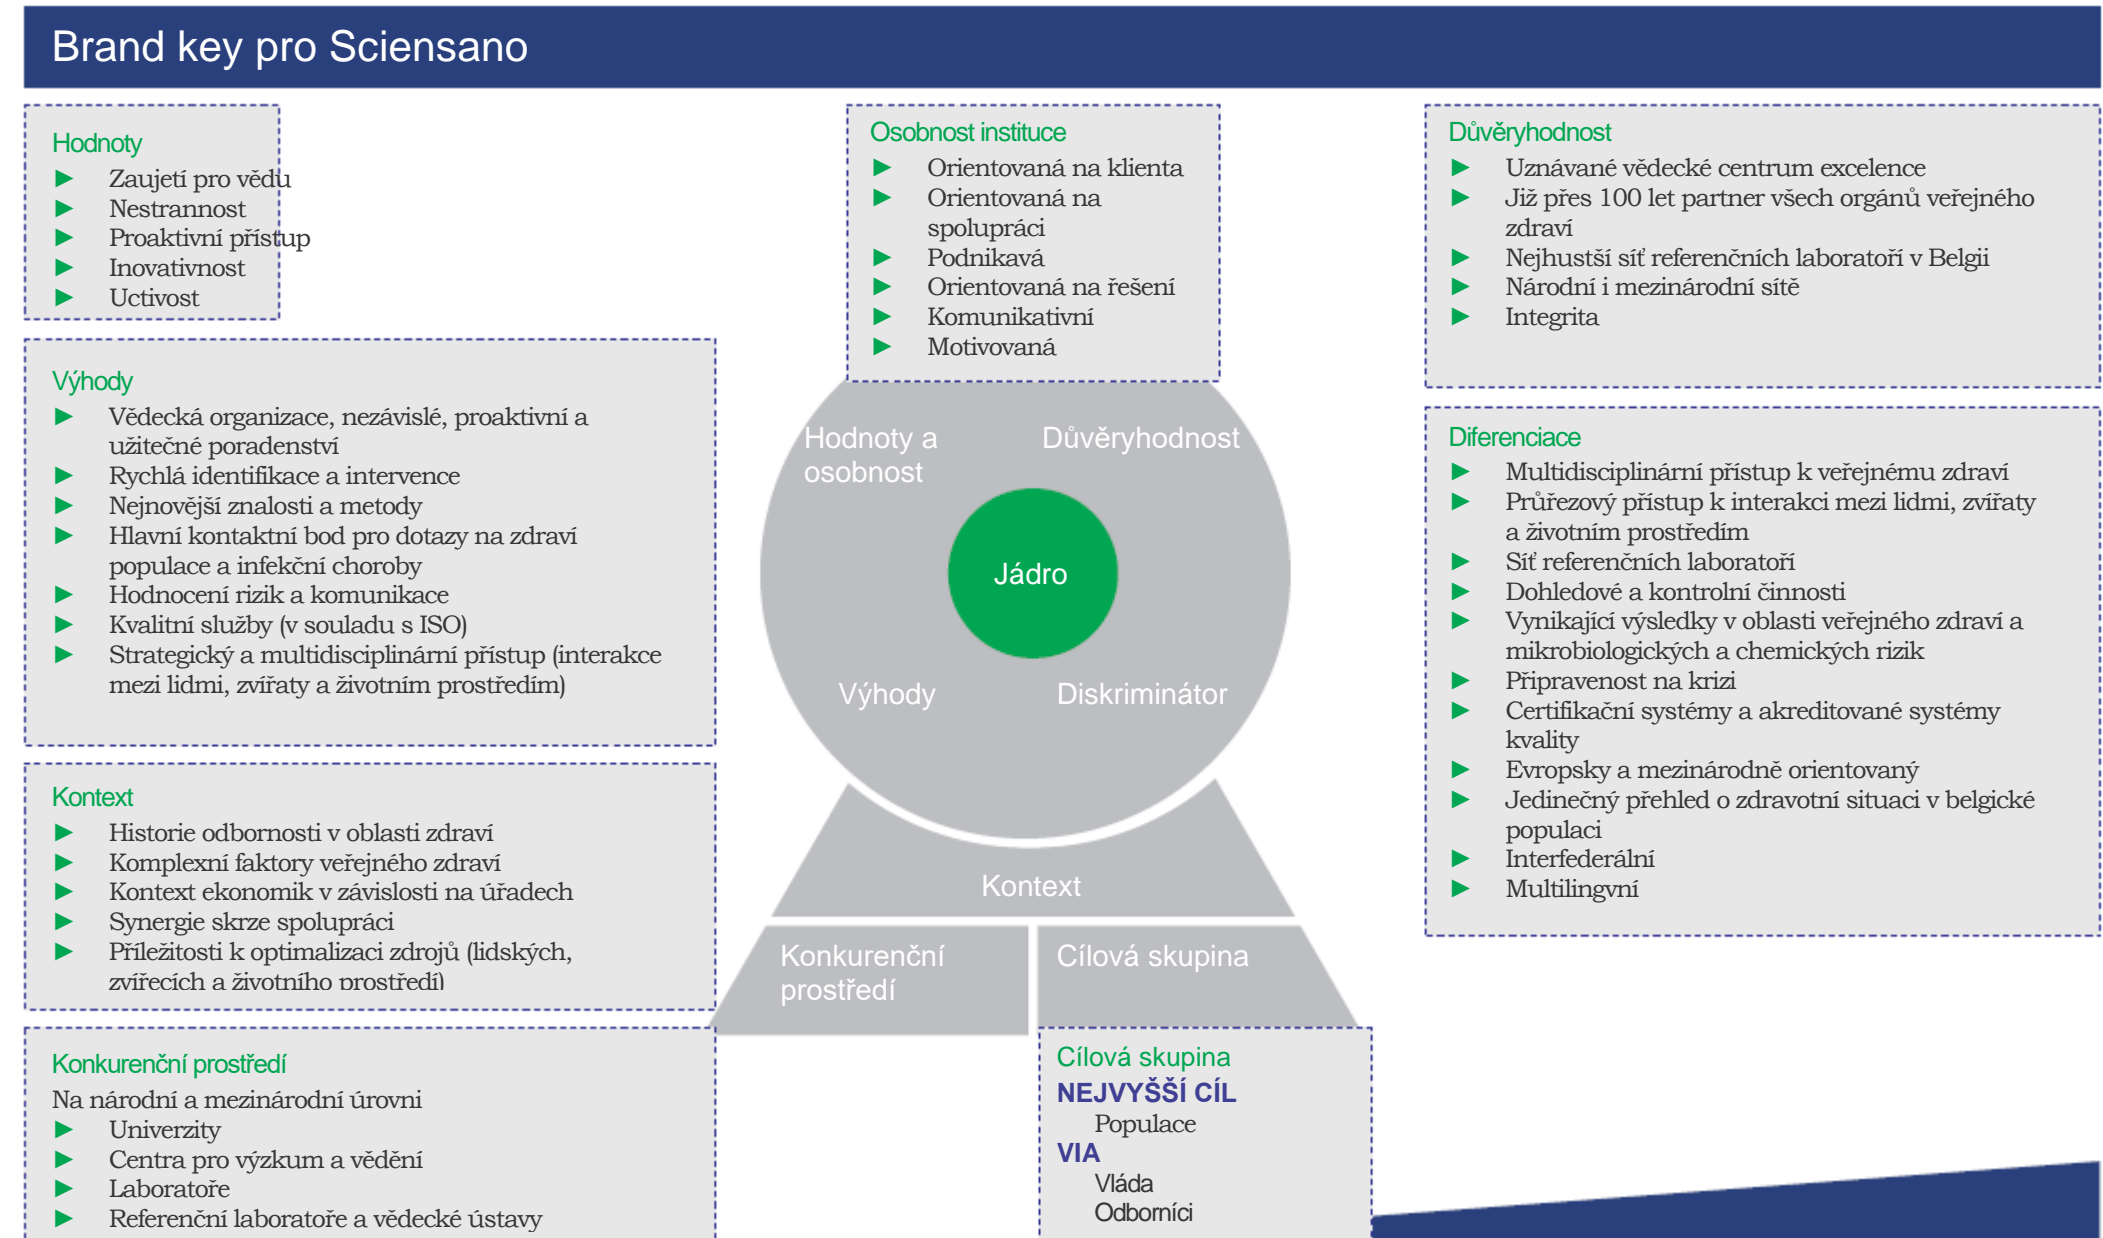 Brand key pro Sciensano
Hodnoty
► Zaujetí pro vědu
► Nestrannost
► Proaktivní přístup
► Inovativnost
► Uctivost
Výhody
► Vědecká organizace, nezávislé, proaktivní a
užitečné poradenství
► Rychlá identifikace a intervence
► Nejnovější znalosti a metody
► Hlavní kontaktní bod pro dotazy na zdraví
populace a infekční choroby
► Hodnocení rizik a komunikace
► Kvalitní služby (v souladu s ISO)
► Strategický a multidisciplinární přístup (interakce
mezi lidmi, zvířaty a životním prostředím)
Kontext
► Historie odbornosti v oblasti zdraví
► Komplexní faktory veřejného zdraví
► Kontext ekonomik v závislosti na úřadech
► Synergie skrze spolupráci
► Příležitosti k optimalizaci zdrojů (lidských,
zvířecích a životního prostředí)
Konkurenční prostředí
Na národní a mezinárodní úrovni
► Univerzity
► Centra pro výzkum a vědění
► Laboratoře
► Referenční laboratoře a vědecké ústavy
Osobnost instituce
► Orientovaná na klienta
► Orientovaná na
spolupráci
► Podnikavá
► Orientovaná na řešení
► Komunikativní
► Motivovaná
Hodnoty a
osobnost
Důvěryhodnost
Jádro
Výhody
Diskriminátor
Kontext
Konkurenční
prostředí
Cílová skupina
Cílová skupina
NEJVYŠŠÍ CÍL
Populace
VIA
Vláda
Odborníci
Důvěryhodnost
► Uznávané vědecké centrum excelence
► Již přes 100 let partner všech orgánů veřejného
zdraví
► Nejhustší síť referenčních laboratoří v Belgii
► Národní i mezinárodní sítě
► Integrita
Diferenciace
► Multidisciplinární přístup k veřejnému zdraví
► Průřezový přístup k interakci mezi lidmi, zvířaty
a životním prostředím
► Síť referenčních laboratoří
► Dohledové a kontrolní činnosti
► Vynikající výsledky v oblasti veřejného zdraví a
mikrobiologických a chemických rizik
► Připravenost na krizi
► Certifikační systémy a akreditované systémy
kvality
► Evropsky a mezinárodně orientovaný
► Jedinečný přehled o zdravotní situaci v belgické
populaci
► Interfederální
► Multilingvní